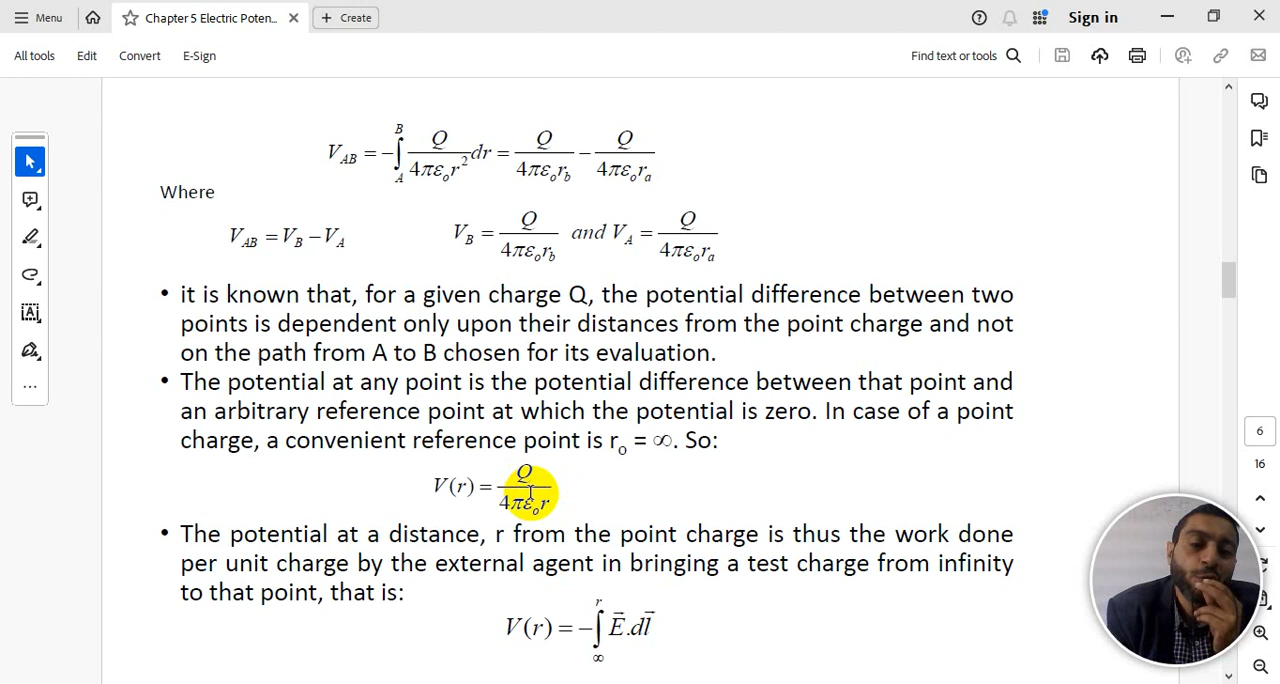 Menu
Chapter 5 Electric Poten...
Create
Sign in
All tools Edit Convert E-Sign
Find text or tools
V_AB = −∫_A^B Q/(4πε_o r²) dr = Q/(4πε_o r_b) − Q/(4πε_o r_a)
Where
V_AB = V_B − V_A V_B = Q/(4πε_o r_b) and V_A = Q/(4πε_o r_a)
• it is known that, for a given charge Q, the potential difference between two
points is dependent only upon their distances from the point charge and not
on the path from A to B chosen for its evaluation.
• The potential at any point is the potential difference between that point and
an arbitrary reference point at which the potential is zero. In case of a point
charge, a convenient reference point is r_o = ∞. So:
V(r) = Q/(4πε_o r)
• The potential at a distance, r from the point charge is thus the work done
per unit charge by the external agent in bringing a test charge from infinity
to that point, that is:
V(r) = −∫_∞^r E⃗.dl⃗
6
16